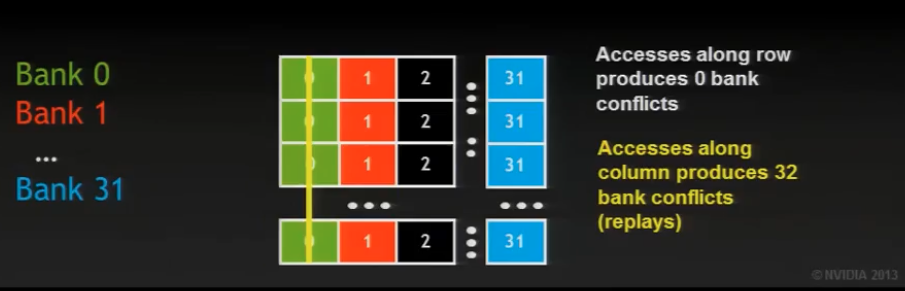 Bank 0
Bank 1
...
Bank 31
0 1 2 31
0 1 2 31
0 1 2 31
0 1 2 31
Accesses along row
produces 0 bank
conflicts
Accesses along
column produces 32
bank conflicts
(replays)
© NVIDIA 2013